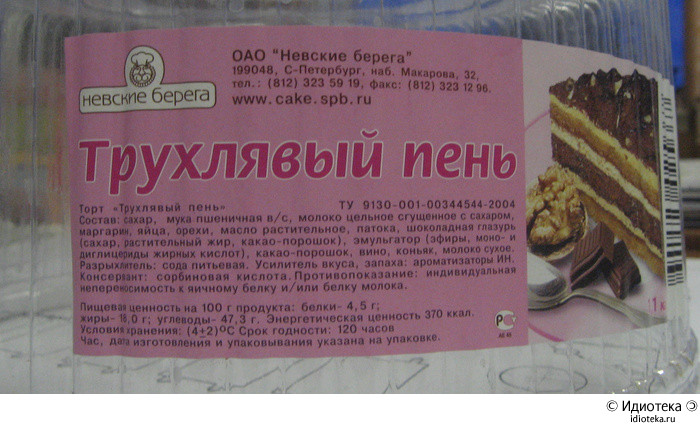 ОАО "Невские берега"
199048, С-Петербург, наб. Макарова, 32,
тел.: (812) 323 59 19, факс: (812) 323 12 96.
www.cake.spb.ru
невские берега
Трухлявый пень
Торт «Трухлявый пень»
ТУ 9130-001-00344544-2004
Состав: сахар, мука пшеничная в/с, молоко цельное сгущенное с сахаром,
маргарин, яйца, орехи, масло растительное, патока, шоколадная глазурь
(сахар, растительный жир, какао-порошок), эмульгатор (эфиры, моно- и
диглицериды жирных кислот), какао-порошок, вино, коньяк, молоко сухое.
Разрыхлитель: сода питьевая. Усилитель вкуса, запаха: ароматизаторы ИН.
Консервант: сорбиновая кислота. Противопоказание: индивидуальная
непереносимость к яичному белку и/или белку молока.
Пищевая ценность на 100 г продукта: белки- 4,5 г;
жиры- 18,0 г; углеводы- 47,3 г. Энергетическая ценность 370 ккал.
Условия хранения: (4±2)°С Срок годности: 120 часов
Час, дата изготовления и упаковывания указана на упаковке.
© Идиотека
idioteka.ru